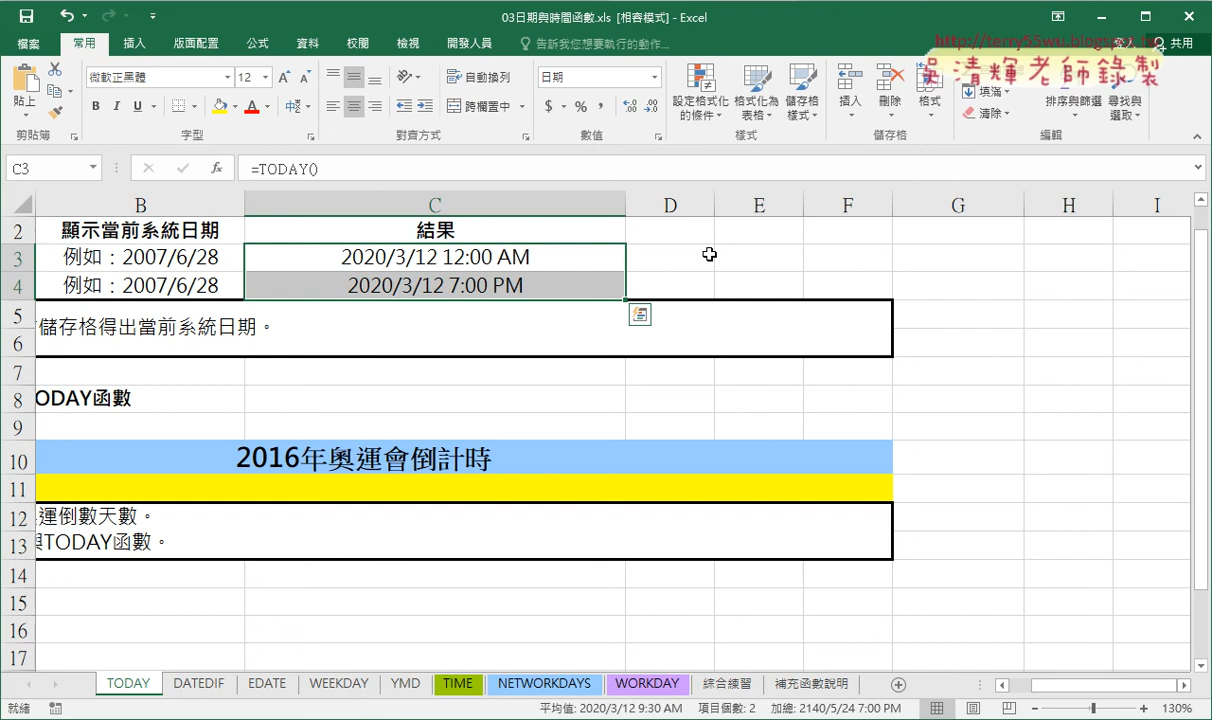 03日期與時間函數.xls [相容模式] - Excel
http://terry55wu.blogspot.tw
吳清輝老師錄製
檔案 常用 插入 版面配置 公式 資料 校閱 檢視 開發人員 告訴我您想要執行的動作... 登入 共用
微軟正黑體 12 自動換列 日期
貼上 B I U 跨欄置中 $ % 設定格式化的條件 格式化為表格 儲存格樣式 插入 刪除 格式 填滿 清除 排序與篩選 尋找與選取
剪貼簿 字型 對齊方式 數值 樣式 儲存格 編輯
C3 fx =TODAY()
B C D E F G H I
2 顯示當前系統日期 結果
3 例如：2007/6/28 2020/3/12 12:00 AM
4 例如：2007/6/28 2020/3/12 7:00 PM
5 儲存格得出當前系統日期。
6
7
8 ODAY函數
9
10 2016年奧運會倒計時
11
12 運倒數天數。
13 與TODAY函數。
14
15
16
17
TODAY DATEDIF EDATE WEEKDAY YMD TIME NETWORKDAYS WORKDAY 綜合練習 補充函數說明
就緒 平均值: 2020/3/12 9:30 AM 項目個數: 2 加總: 2140/5/24 7:00 PM 130%